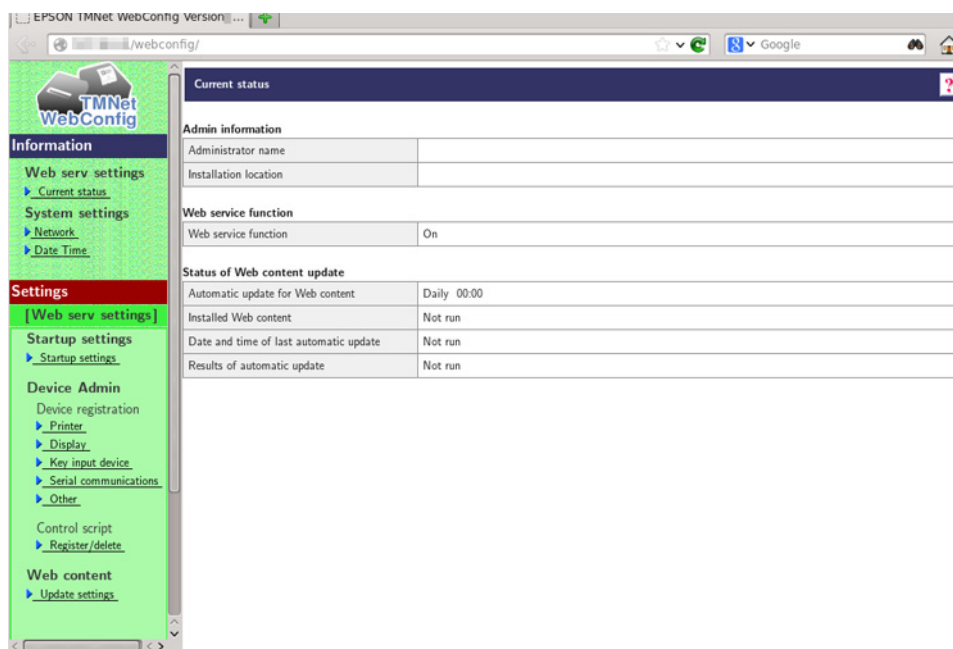 EPSON TMNet WebConfig Version ...
/webconfig/
Google
TMNet
WebConfig
Information
Web serv settings
Current status
System settings
Network
Date Time
Settings
[Web serv settings]
Startup settings
Startup settings
Device Admin
Device registration
Printer
Display
Key input device
Serial communications
Other
Control script
Register/delete
Web content
Update settings
Current status
?
Admin information
Administrator name
Installation location
Web service function
Web service function On
Status of Web content update
Automatic update for Web content Daily 00:00
Installed Web content Not run
Date and time of last automatic update Not run
Results of automatic update Not run